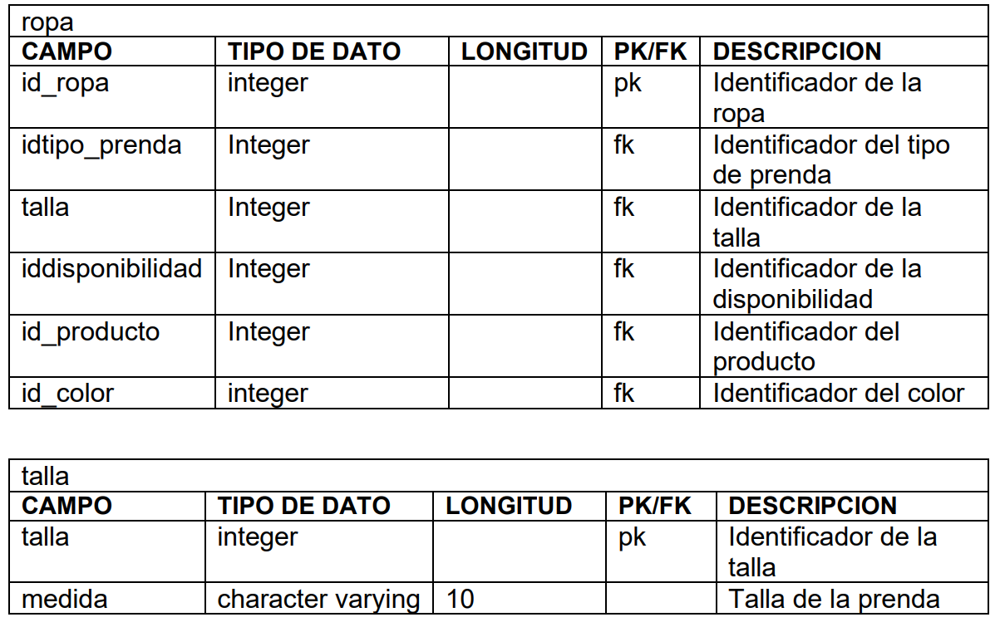 ropa
CAMPO TIPO DE DATO LONGITUD PK/FK DESCRIPCION
id_ropa integer pk Identificador de la
ropa
idtipo_prenda Integer fk Identificador del tipo
de prenda
talla Integer fk Identificador de la
talla
iddisponibilidad Integer fk Identificador de la
disponibilidad
id_producto Integer fk Identificador del
producto
id_color integer fk Identificador del color
talla
CAMPO TIPO DE DATO LONGITUD PK/FK DESCRIPCION
talla integer pk Identificador de la
talla
medida character varying 10 Talla de la prenda